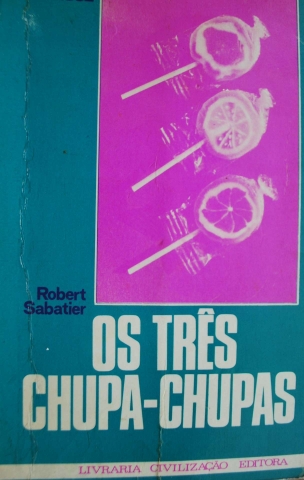 Robert
Sabatier
OS TRÊS
CHUPA-CHUPAS
LIVRARIA CIVILIZAÇÃO EDITORA